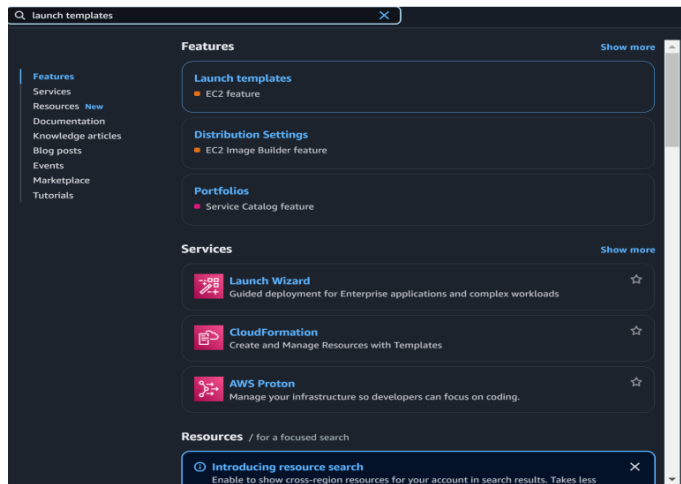 launch templates
Features
Services
Resources New
Documentation
Knowledge articles
Blog posts
Events
Marketplace
Tutorials
Features
Show more
Launch templates
EC2 feature
Distribution Settings
EC2 Image Builder feature
Portfolios
Service Catalog feature
Services
Show more
Launch Wizard
Guided deployment for Enterprise applications and complex workloads
CloudFormation
Create and Manage Resources with Templates
AWS Proton
Manage your infrastructure so developers can focus on coding.
Resources / for a focused search
Introducing resource search
Enable to show cross-region resources for your account in search results. Takes less